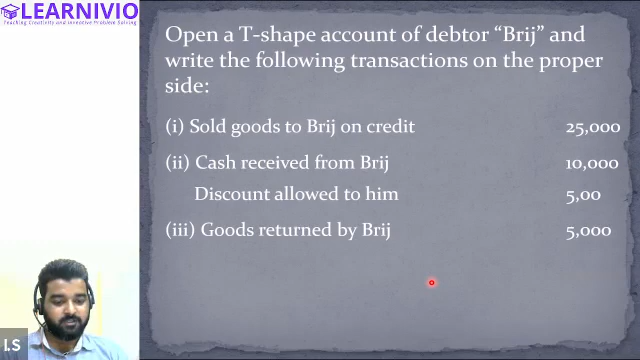 LEARNIVIO
Teaching Creativity and Inventive Problem Solving
Open a T-shape account of debtor “Brij” and
write the following transactions on the proper
side:
(i) Sold goods to Brij on credit 25,000
(ii) Cash received from Brij 10,000
Discount allowed to him 5,00
(iii) Goods returned by Brij 5,000
I.S